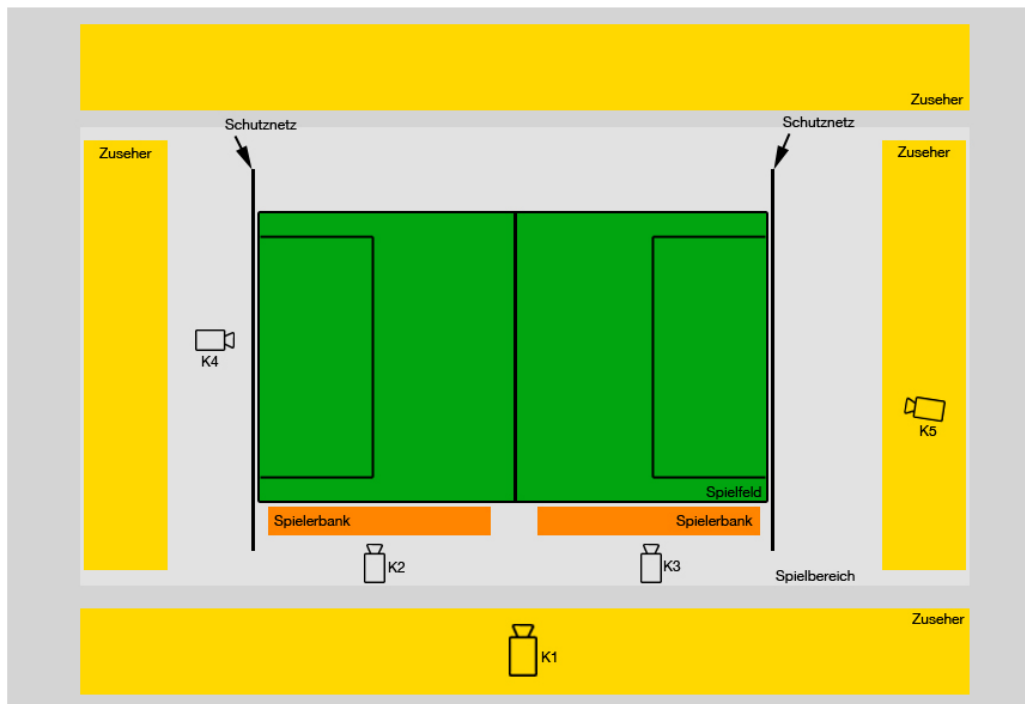 Zuseher
Schutznetz
Schutznetz
Zuseher
Zuseher
K4
K5
Spielfeld
Spielerbank
Spielerbank
K2
K3
Spielbereich
Zuseher
K1